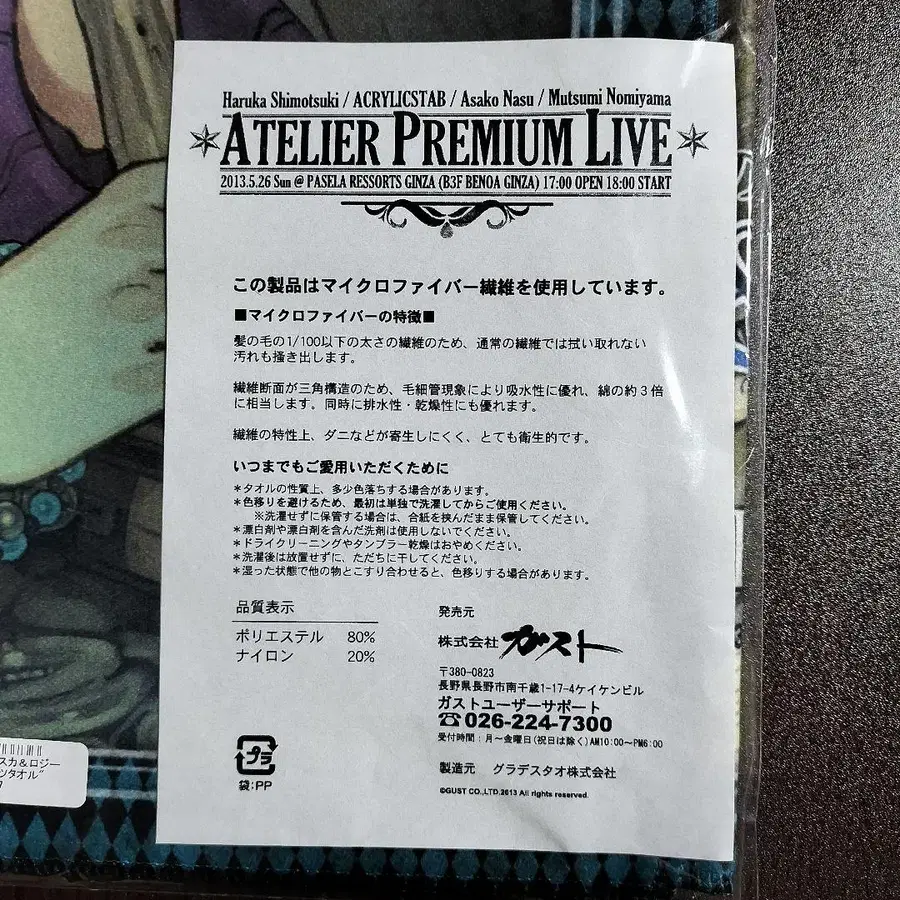 Haruka Shimotsuki / ACRYLICSTAB / Asako Nasu / Mutsumi Nomiyama
ATELIER PREMIUM LIVE
2013.5.26 Sun @ PASELA RESSORTS GINZA (B3F BENOA GINZA) 17:00 OPEN 18:00 START
この製品はマイクロファイバー繊維を使用しています。
■マイクロファイバーの特徴■
髪の毛の1/100以下の太さの繊維のため、通常の繊維では拭い取れない
汚れも掻き出します。
繊維断面が三角構造のため、毛細管現象により吸水性に優れ、綿の約3倍
に相当します。同時に排水性・乾燥性にも優れます。
繊維の特性上、ダニなどが寄生しにくく、とても衛生的です。
いつまでもご愛用いただくために
*タオルの性質上、多少色落ちする場合があります。
*色移りを避けるため、最初は単独で洗濯してからご使用ください。
※洗濯せずに保管する場合は、合紙を挟んだまま保管してください。
*漂白剤や漂白剤を含んだ洗剤は使用しないでください。
*ドライクリーニングやタンブラー乾燥はおやめください。
*洗濯後は放置せずに、ただちに干してください。
*湿った状態で他の物とこすり合わせると、色移りする場合があります。
品質表示
ポリエステル 80%
ナイロン 20%
発売元
株式会社ガスト
〒380-0823
長野県長野市南千歳1-17-4ケイケンビル
ガストユーザーサポート
☎026-224-7300
受付時間：月～金曜日(祝日は除く)AM10:00～PM6:00
製造元 グラデスタオ株式会社
©GUST CO.,LTD.2013 All rights reserved.
プラ
袋:PP
スカ&ロジー
ツタオル"
7